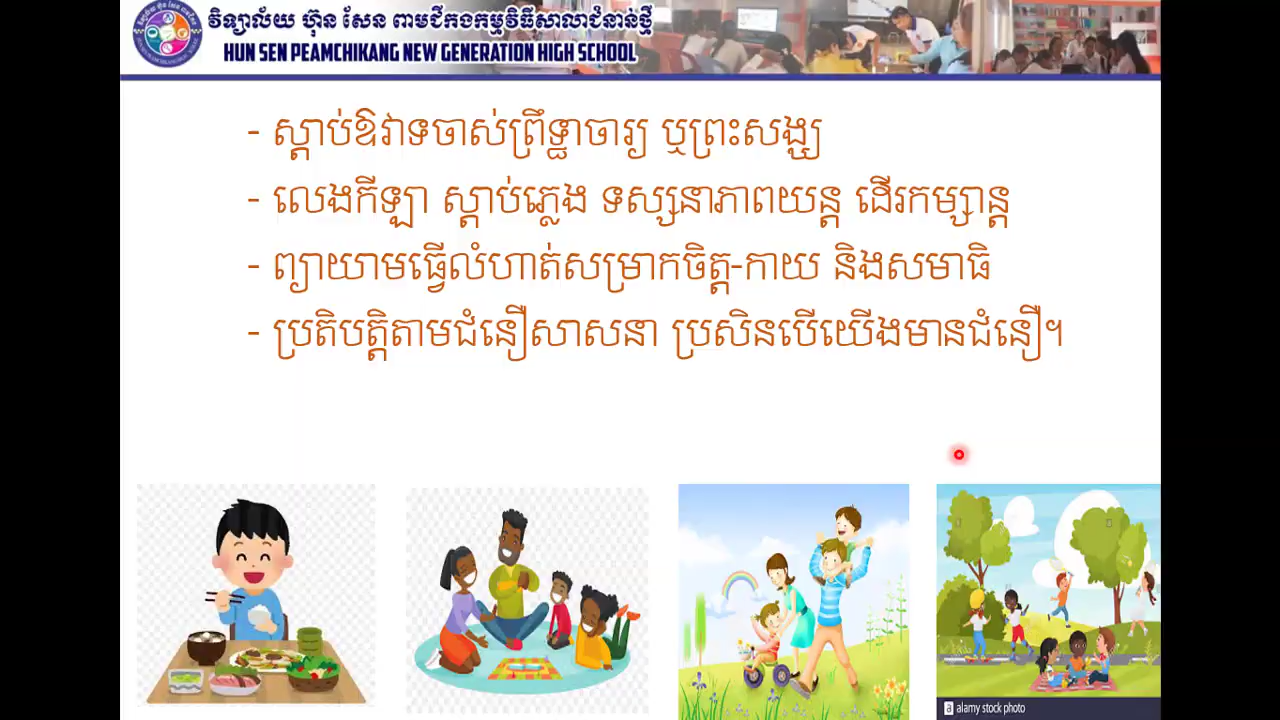 វិទ្យាល័យ ហ៊ុន សែន ពាមជីកងកម្មវិធីសាលាជំនាន់ថ្មី
HUN SEN PEAMCHIKANG NEW GENERATION HIGH SCHOOL
- ស្តាប់ឱវាទចាស់ព្រឹទ្ធាចារ្យ ឬព្រះសង្ឃ
- លេងកីឡា ស្តាប់ភ្លេង ទស្សនាភាពយន្ត ដើរកម្សាន្ត
- ព្យាយាមធ្វើលំហាត់សម្រាកចិត្ត-កាយ និងសមាធិ
- ប្រតិបត្តិតាមជំនឿសាសនា ប្រសិនបើយើងមានជំនឿ។
a alamy stock photo